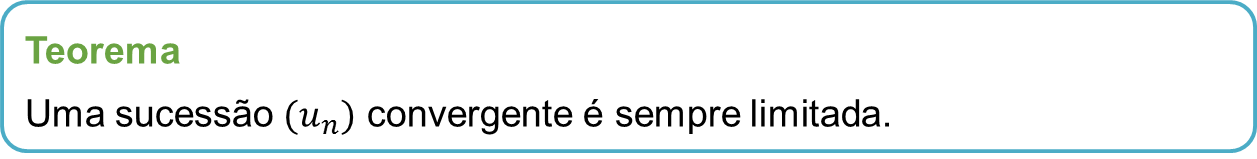 Teorema
Uma sucessão (𝑢𝑛) convergente é sempre limitada.